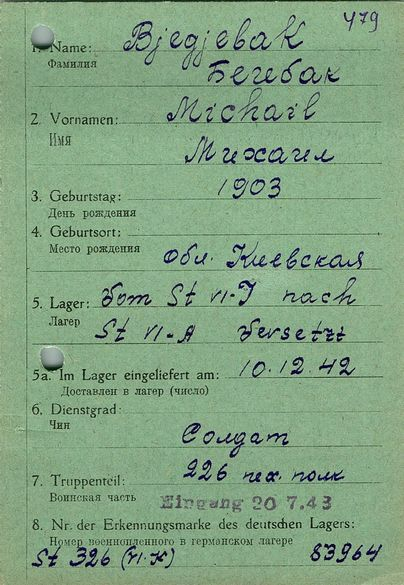 479
1. Name: Bjegjevak
Фамилия Бегебак
2. Vornamen: Michail
Имя
Михаил
3. Geburtstag: 1903
День рождения
4. Geburtsort:
Место рождения
Обл. Киевская
5. Lager: Vom St VI-J nach
Лагер St VI-A Versetzt
5a. Im Lager eingeliefert am: 10.12.42
Доставлен в лагер (число)
6. Dienstgrad:
Чин
Солдат
7. Truppenteil: 226 пех. полк
Воинская часть Eingang 20 7.43
8. Nr. der Erkennungsmarke des deutschen Lagers:
Номер военнопленного в германском лагере
St 326 (VI-K) 83964